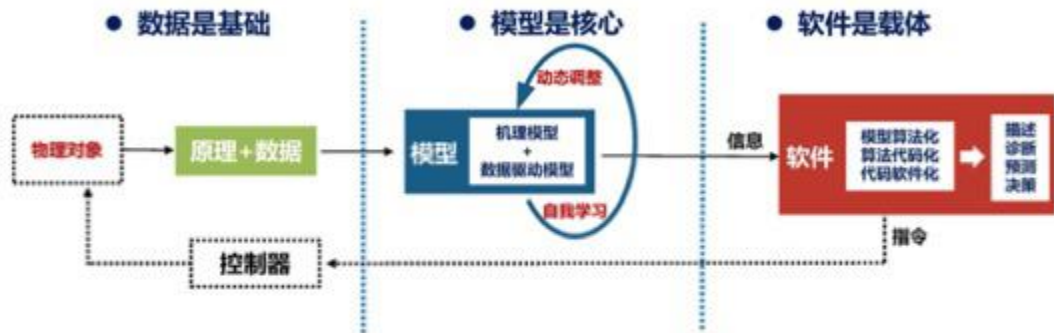 ● 数据是基础
● 模型是核心
● 软件是载体
动态调整
物理对象
原理+数据
模型
机理模型
+
数据驱动模型
自我学习
信息
软件
模型算法化
算法代码化
代码软件化
描述
诊断
预测
决策
指令
控制器